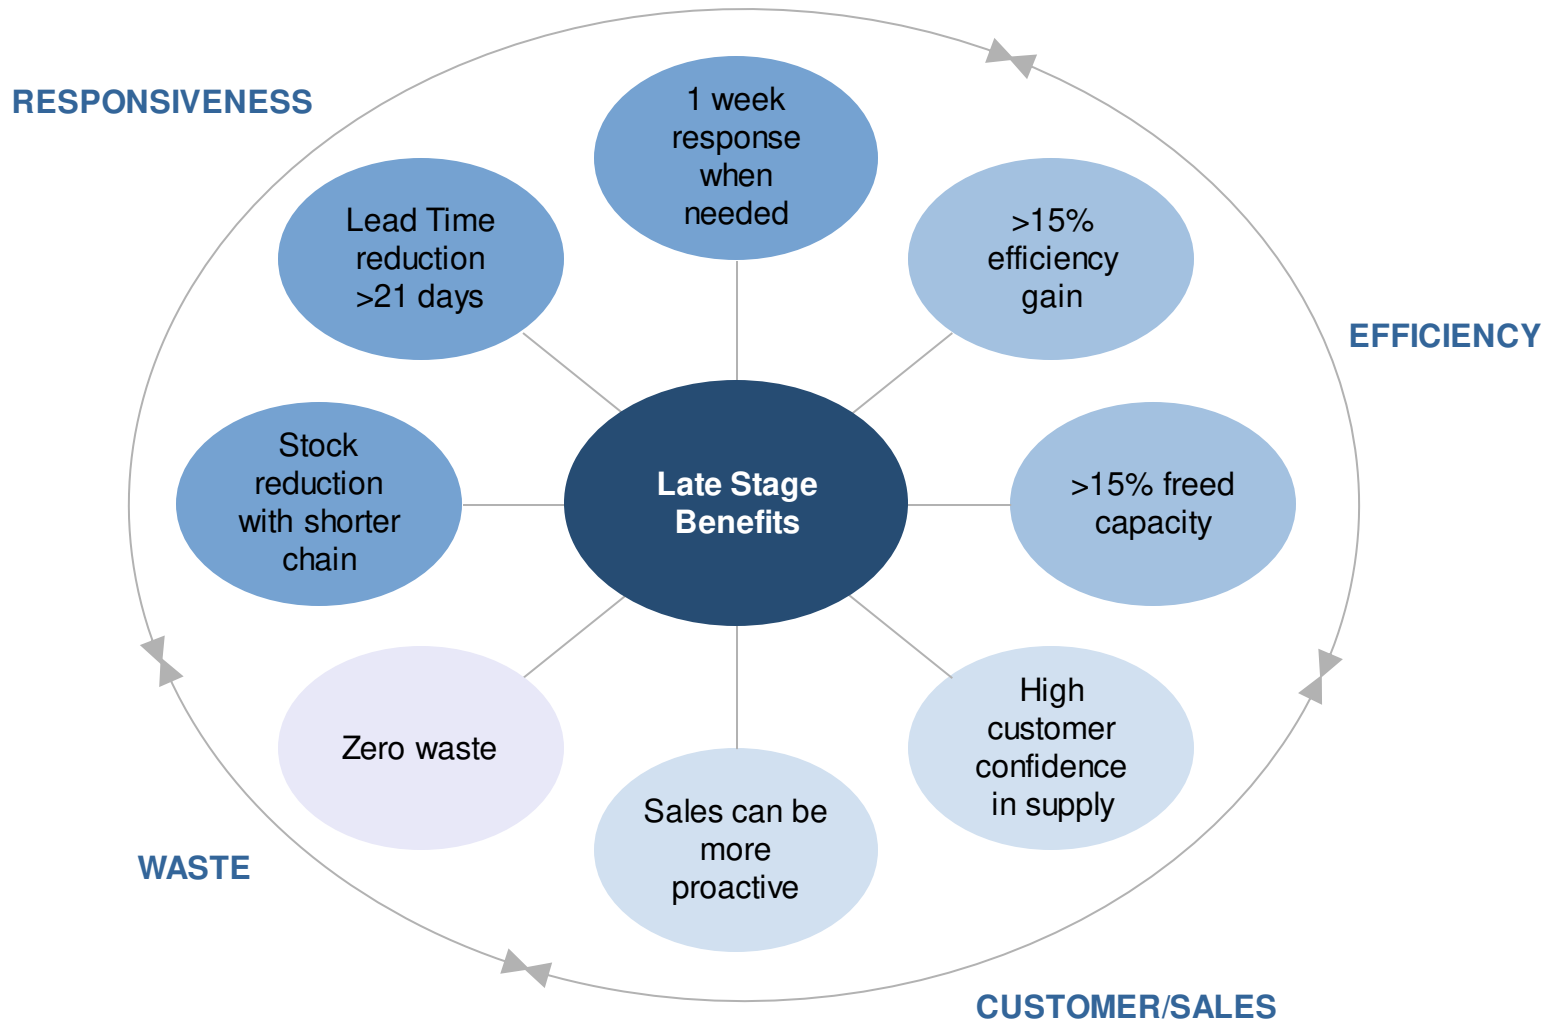 RESPONSIVENESS
1 week
response
when
needed
Lead Time
reduction
>21 days
>15%
efficiency
gain
EFFICIENCY
Stock
reduction
with shorter
chain
Late Stage
Benefits
>15% freed
capacity
Zero waste
High
customer
confidence
in supply
Sales can be
more
proactive
WASTE
CUSTOMER/SALES